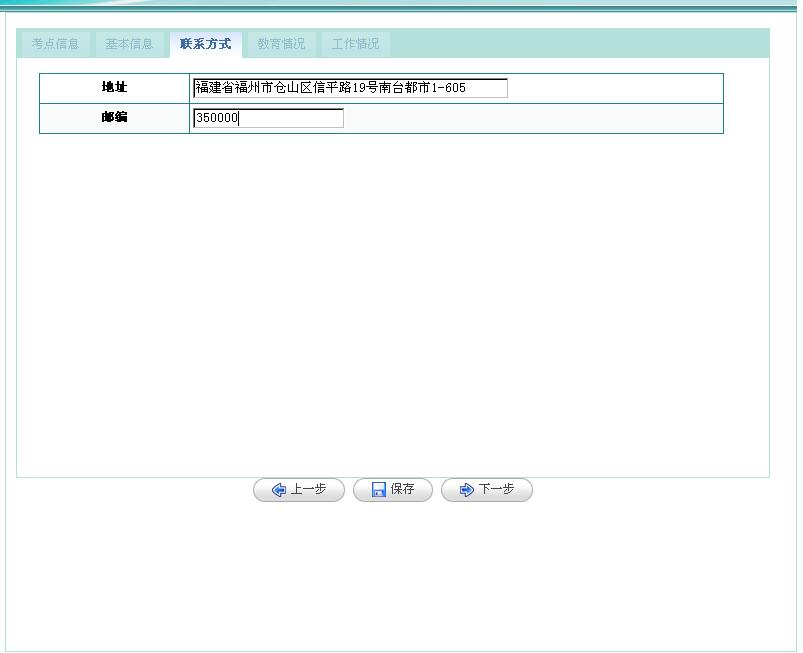 考点信息 基本信息 联系方式 教育情况 工作情况
地址 福建省福州市仓山区信平路19号南台都市1-605
邮编 350000
上一步 保存 下一步